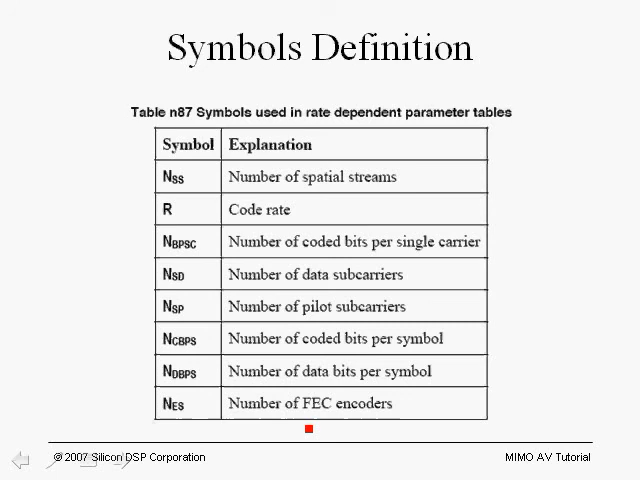 Symbols Definition
Table n87 Symbols used in rate dependent parameter tables
Symbol Explanation
NSS Number of spatial streams
R Code rate
NBPSC Number of coded bits per single carrier
NSD Number of data subcarriers
NSP Number of pilot subcarriers
NCBPS Number of coded bits per symbol
NDBPS Number of data bits per symbol
NES Number of FEC encoders
© 2007 Silicon DSP Corporation MIMO AV Tutorial